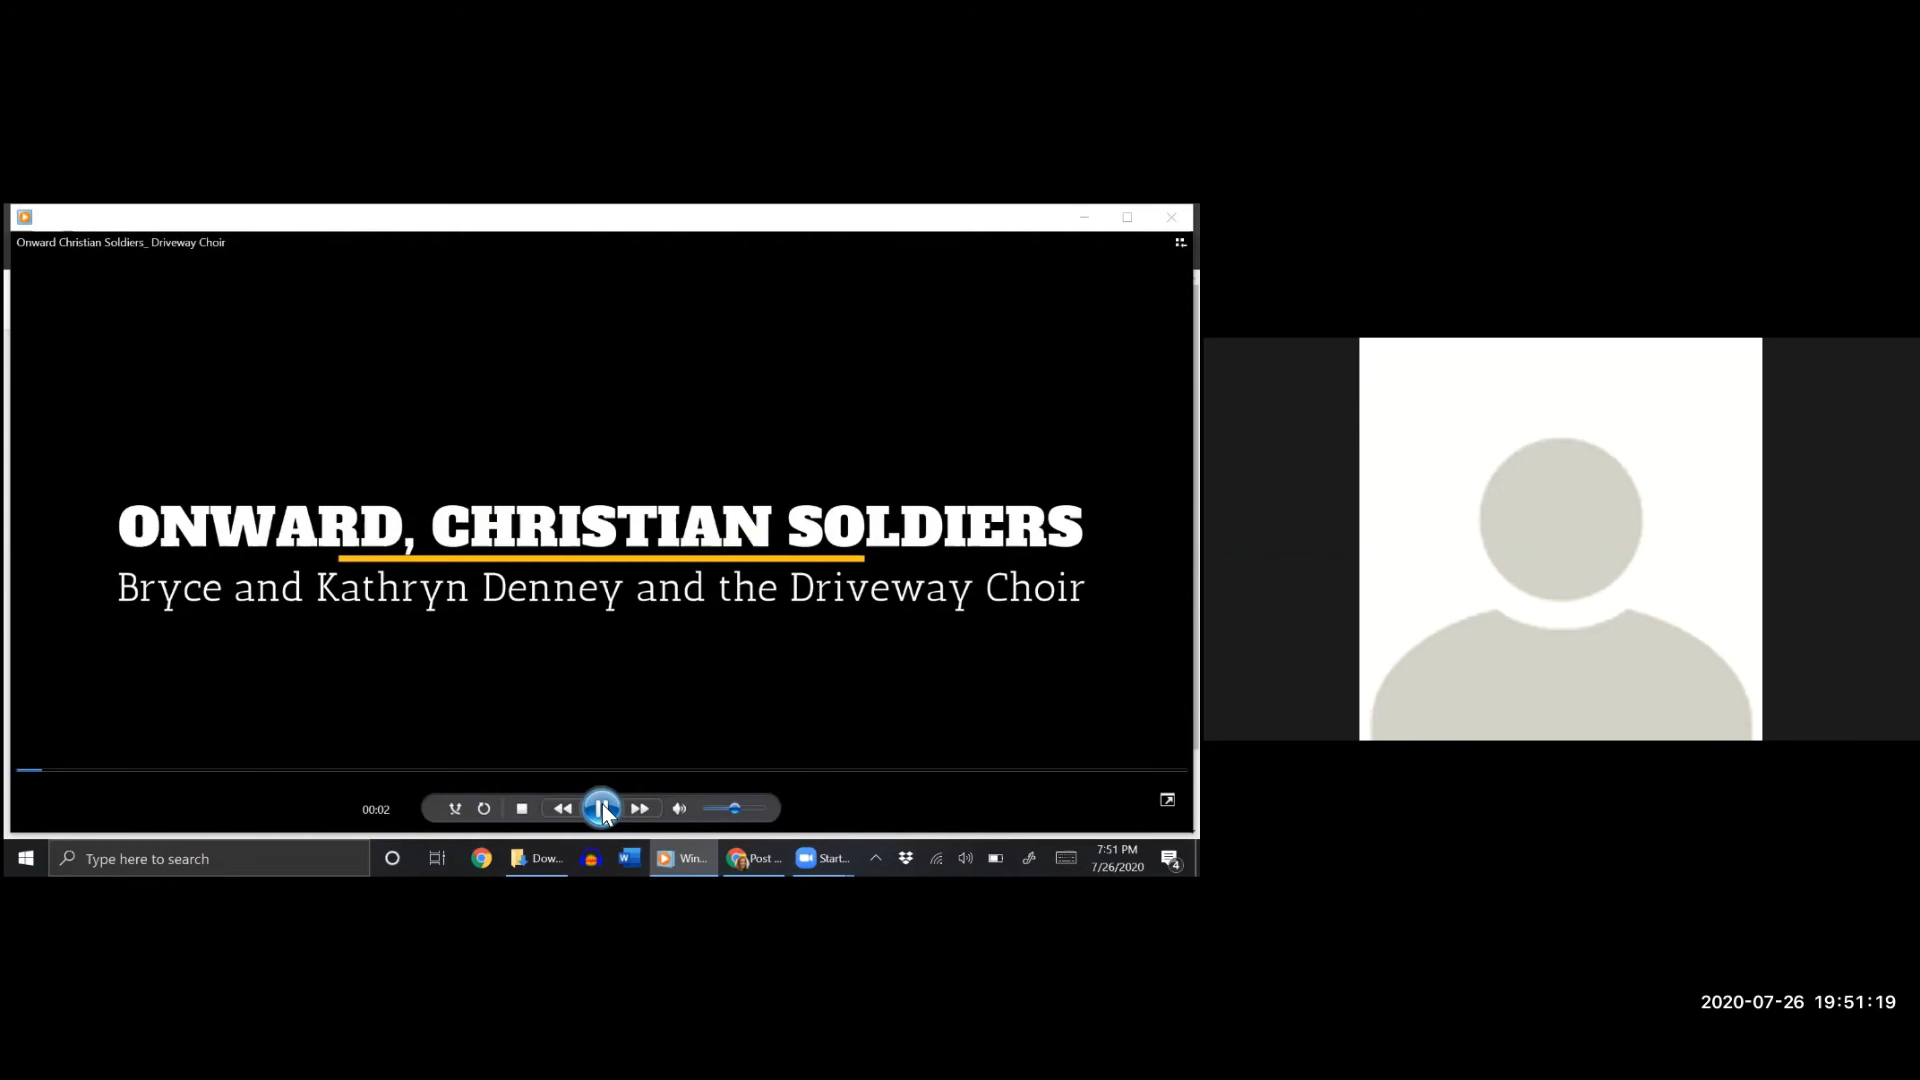 Onward Christian Soldiers_ Driveway Choir
ONWARD, CHRISTIAN SOLDIERS
Bryce and Kathryn Denney and the Driveway Choir
00:02
Type here to search
Dow...
Win...
Post ...
Start...
7:51 PM
7/26/2020
4
2020-07-26 19:51:19